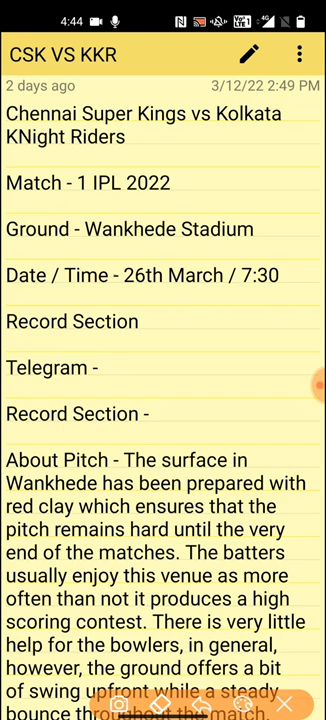 4:44
CSK VS KKR
2 days ago 3/12/22 2:49 PM
Chennai Super Kings vs Kolkata
KNight Riders
Match - 1 IPL 2022
Ground - Wankhede Stadium
Date / Time - 26th March / 7:30
Record Section
Telegram -
Record Section -
About Pitch - The surface in
Wankhede has been prepared with
red clay which ensures that the
pitch remains hard until the very
end of the matches. The batters
usually enjoy this venue as more
often than not it produces a high
scoring contest. There is very little
help for the bowlers, in general,
however, the ground offers a bit
of swing upfront while a steady
bounce throughout the match.